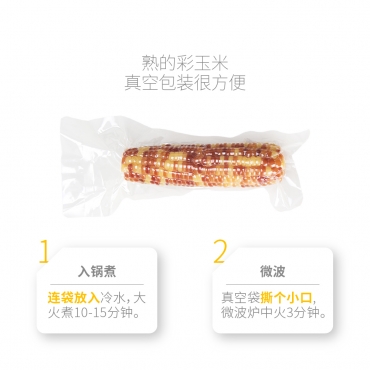 熟的彩玉米
真空包装很方便
1
入锅煮
连袋放入冷水，大
火煮10-15分钟。
2
微波
真空袋撕个小口，
微波炉中火3分钟。